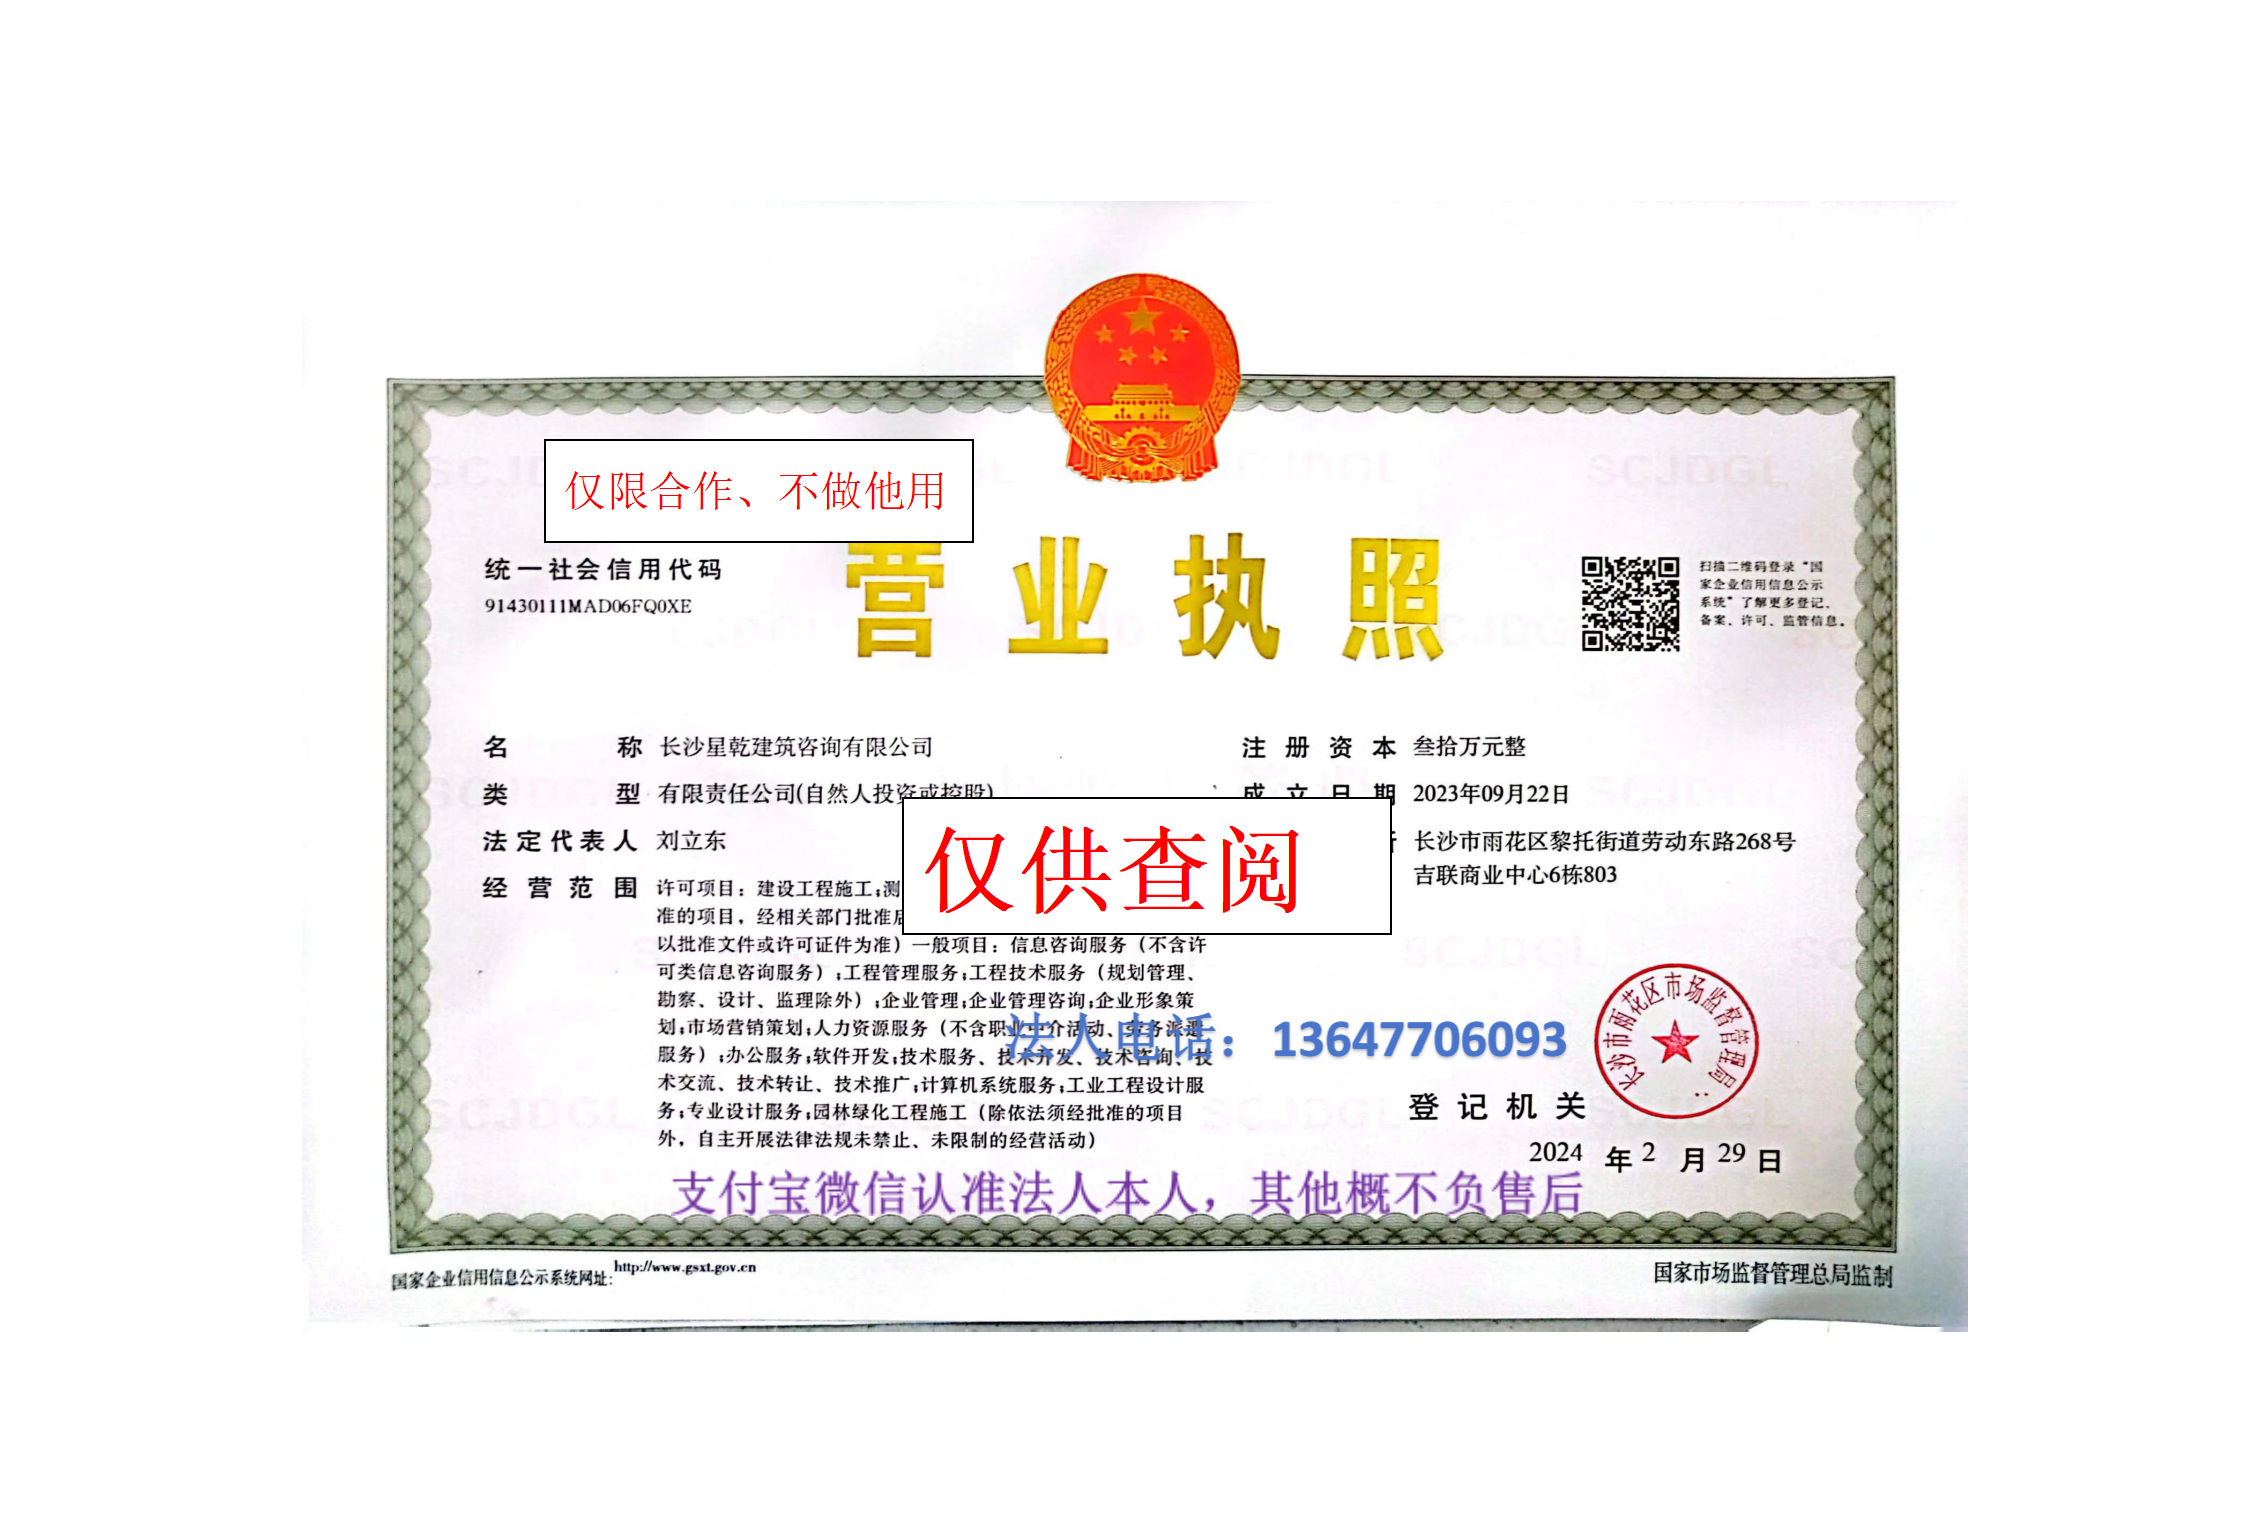 仅限合作、不做他用
营业执照
统一社会信用代码
91430111MAD06FQ0XE
扫描二维码登录“国
家企业信用信息公示
系统”了解更多登记、
备案、许可、监管信息。
名称 长沙星乾建筑咨询有限公司
类型 有限责任公司(自然人投资或控股)
法定代表人 刘立东
注册资本 叁拾万元整
成立日期 2023年09月22日
长沙市雨花区黎托街道劳动东路268号
吉联商业中心6栋803
仅供查阅
经营范围 许可项目：建设工程施工;测
准的项目，经相关部门批准后
以批准文件或许可证件为准）一般项目：信息咨询服务（不含许
可类信息咨询服务）;工程管理服务;工程技术服务（规划管理、
勘察、设计、监理除外）;企业管理;企业管理咨询;企业形象策
划;市场营销策划;人力资源服务（不含职业中介活动、劳务派遣
服务）;办公服务;软件开发;技术服务、技术开发、技术咨询、技
术交流、技术转让、技术推广;计算机系统服务;工业工程设计服
务;专业设计服务;园林绿化工程施工（除依法须经批准的项目
外，自主开展法律法规未禁止、未限制的经营活动）
法人电话：13647706093
长沙市雨花区市场监督管理局
登记机关
2024年2月29日
支付宝微信认准法人本人，其他概不负售后
国家企业信用信息公示系统网址: http://www.gsxt.gov.cn
国家市场监督管理总局监制